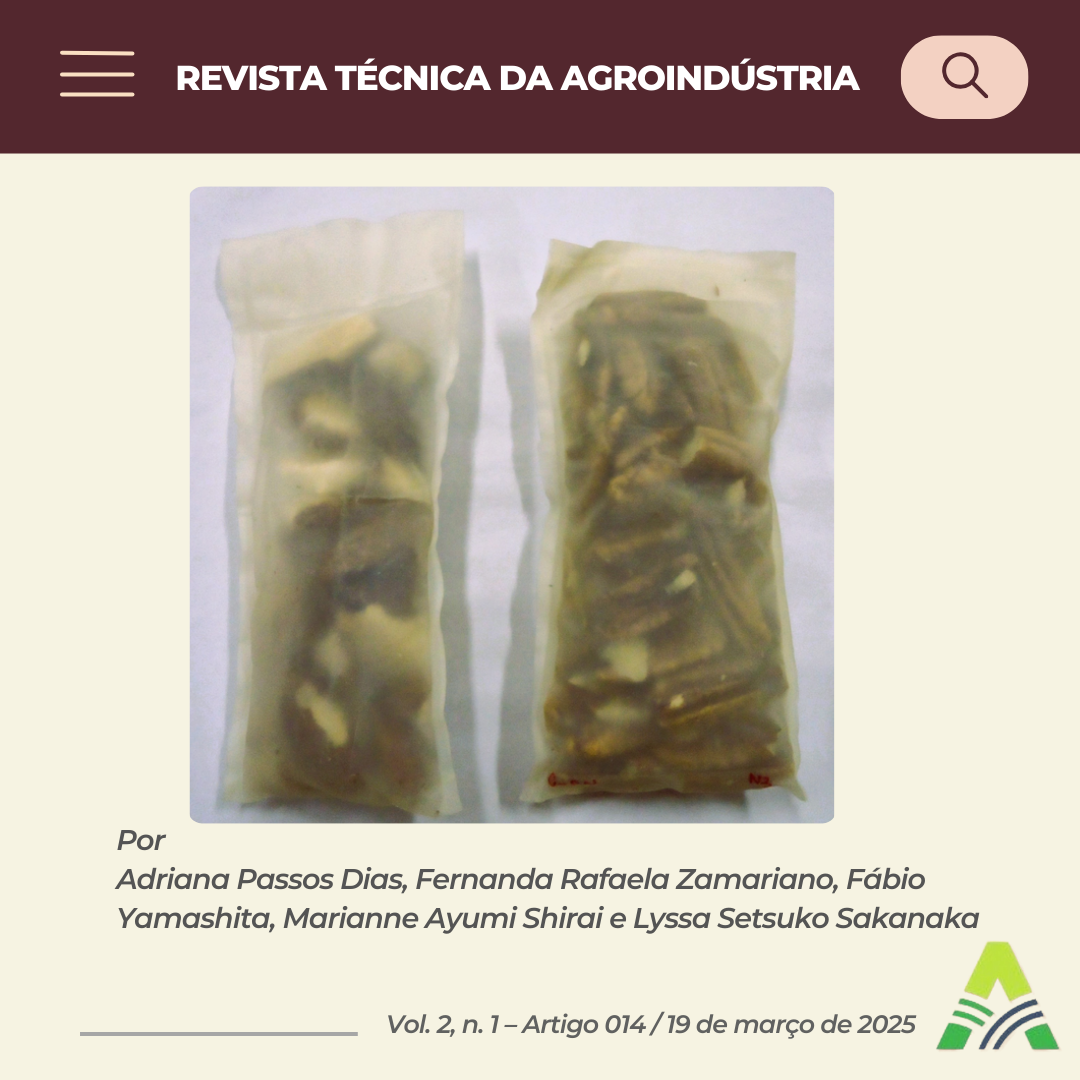 REVISTA TÉCNICA DA AGROINDÚSTRIA
Por
Adriana Passos Dias, Fernanda Rafaela Zamariano, Fábio
Yamashita, Marianne Ayumi Shirai e Lyssa Setsuko Sakanaka
Vol. 2, n. 1 – Artigo 014 / 19 de março de 2025